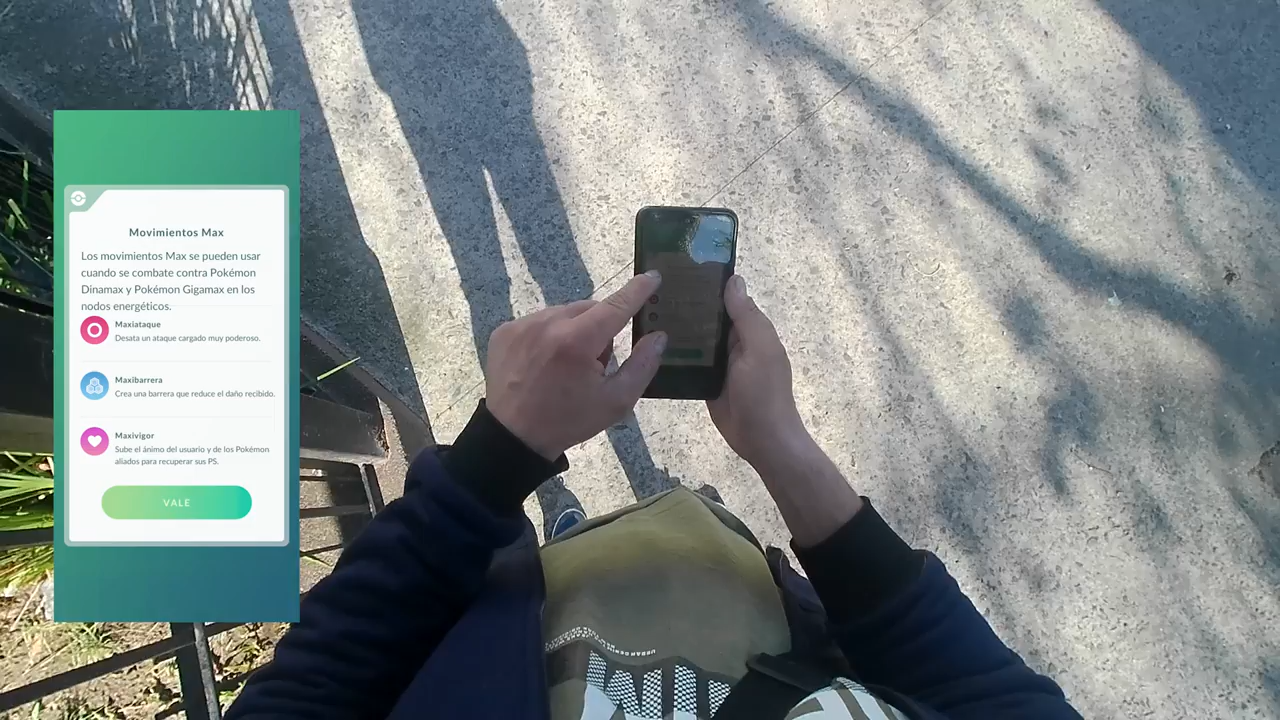 Movimientos Max
Los movimientos Max se pueden usar
cuando se combate contra Pokémon
Dinamax y Pokémon Gigamax en los
nodos energéticos.
Maxiataque
Desata un ataque cargado muy poderoso.
Maxibarrera
Crea una barrera que reduce el daño recibido.
Maxivigor
Sube el ánimo del usuario y de los Pokémon
aliados para recuperar sus PS.
VALE